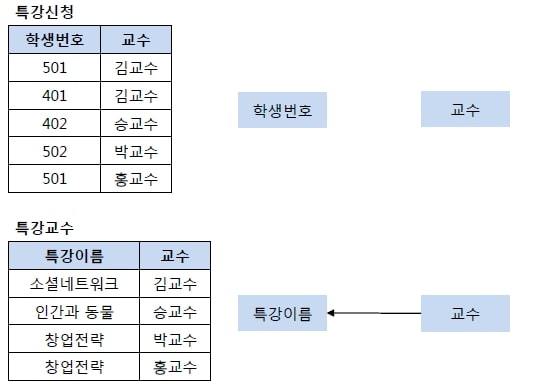 특강신청
학생번호 교수
501 김교수
401 김교수
402 승교수
502 박교수
501 홍교수
학생번호 교수
특강교수
특강이름 교수
소셜네트워크 김교수
인간과 동물 승교수
창업전략 박교수
창업전략 홍교수
특강이름 교수